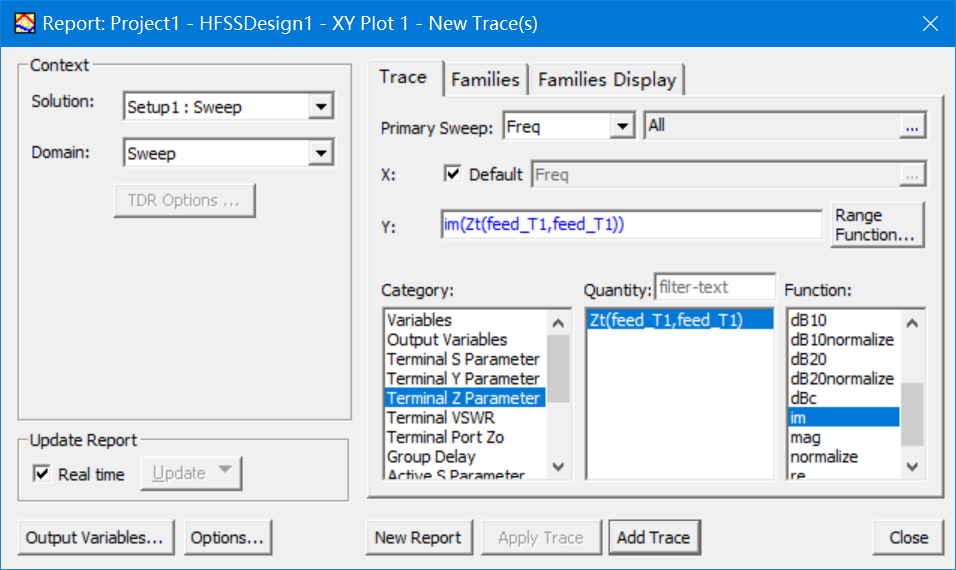 Report: Project1 - HFSSDesign1 - XY Plot 1 - New Trace(s)
Context
Solution:
Setup1 : Sweep
Domain:
Sweep
TDR Options ...
Update Report
Real time
Update
Output Variables...
Options...
Trace
Families
Families Display
Primary Sweep:
Freq
All
...
X:
Default
Freq
...
Y:
im(Zt(feed_T1,feed_T1))
Range
Function...
Category:
Variables
Output Variables
Terminal S Parameter
Terminal Y Parameter
Terminal Z Parameter
Terminal VSWR
Terminal Port Zo
Group Delay
Active S Parameter
Quantity:
filter-text
Zt(feed_T1,feed_T1)
Function:
dB10
dB10normalize
dB20
dB20normalize
dBc
im
mag
normalize
re
New Report
Apply Trace
Add Trace
Close